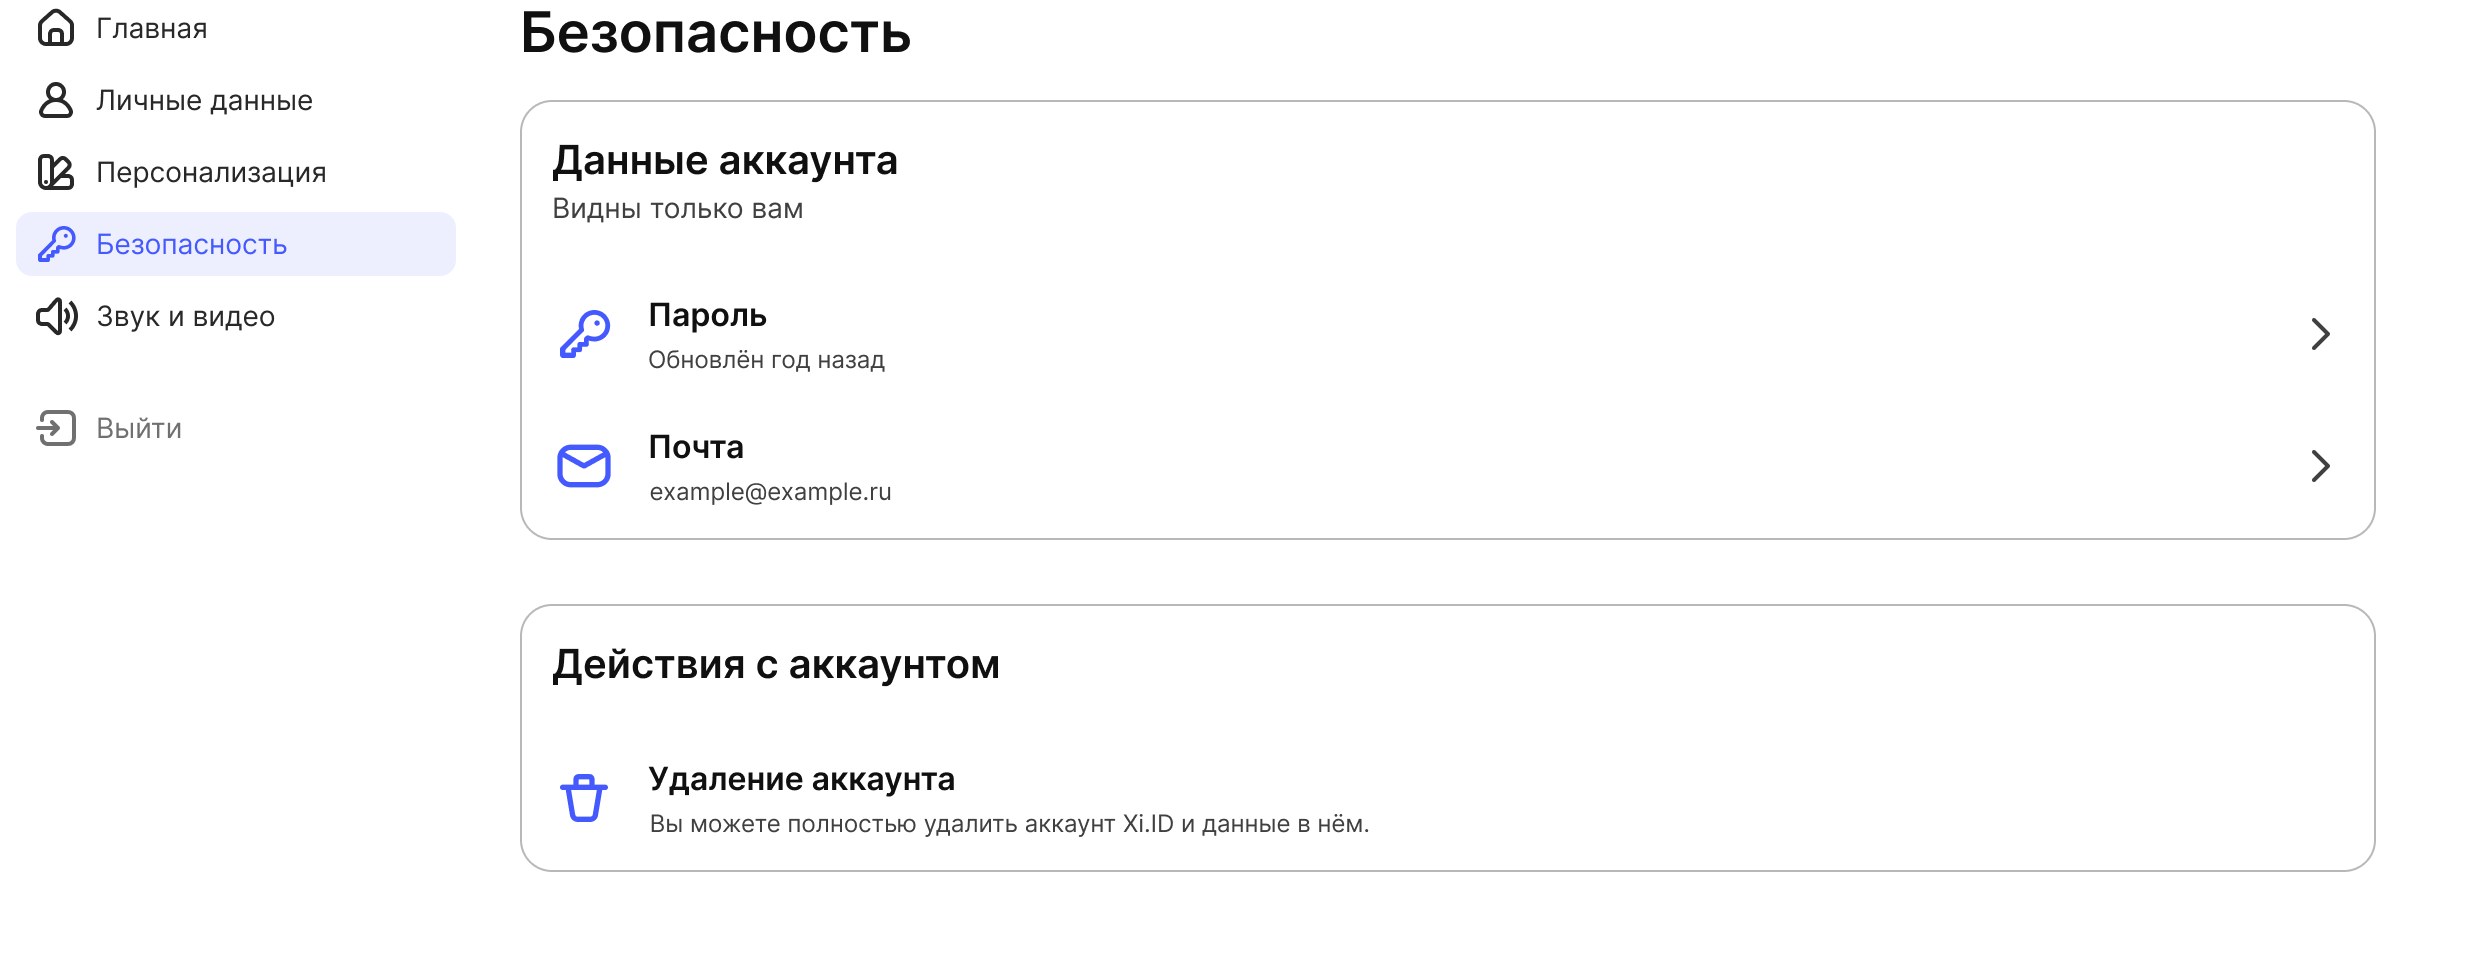 Главная
Личные данные
Персонализация
Безопасность
Звук и видео
Выйти
Безопасность
Данные аккаунта
Видны только вам
Пароль
Обновлён год назад
Почта
example@example.ru
Действия с аккаунтом
Удаление аккаунта
Вы можете полностью удалить аккаунт Xi.ID и данные в нём.